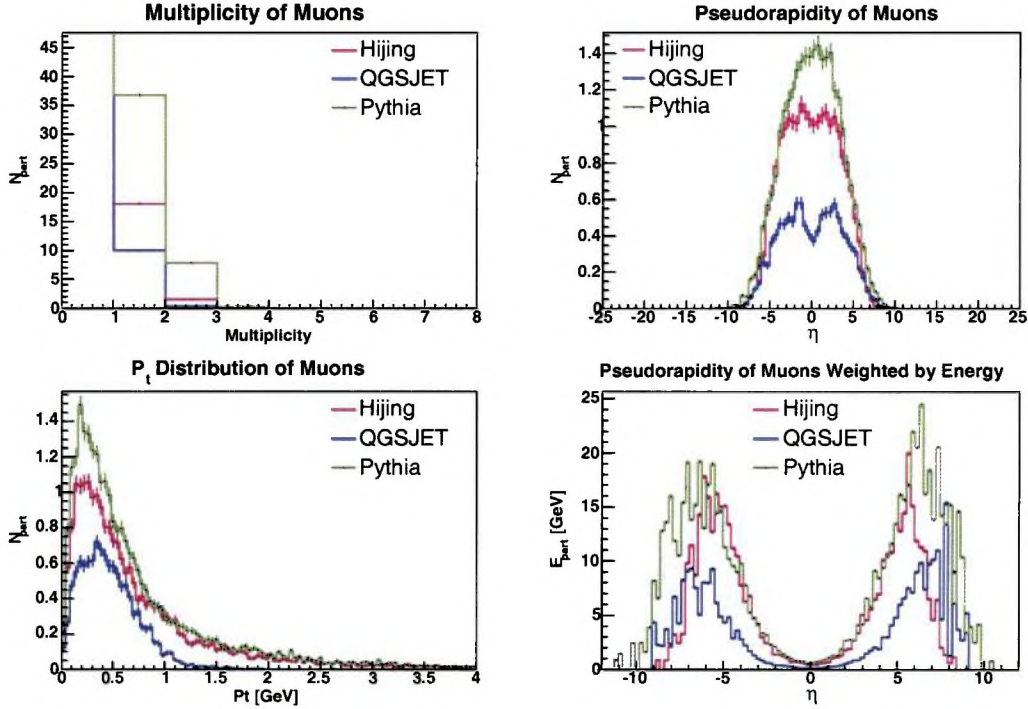 Multiplicity of Muons
N_part
45
40
35
30
25
20
15
10
5
0
Hijing
QGSJET
Pythia
0 1 2 3 4 5 6 7 8
Multiplicity
Pseudorapidity of Muons
N_part
1.4
1.2
1
0.8
0.6
0.4
0.2
0
Hijing
QGSJET
Pythia
-25 -20 -15 -10 -5 0 5 10 15 20 25
η
P_t Distribution of Muons
N_part
1.4
1.2
1
0.8
0.6
0.4
0.2
0
Hijing
QGSJET
Pythia
0 0.5 1 1.5 2 2.5 3 3.5 4
Pt [GeV]
Pseudorapidity of Muons Weighted by Energy
E_part [GeV]
25
20
15
10
5
0
Hijing
QGSJET
Pythia
-10 -5 0 5 10
η